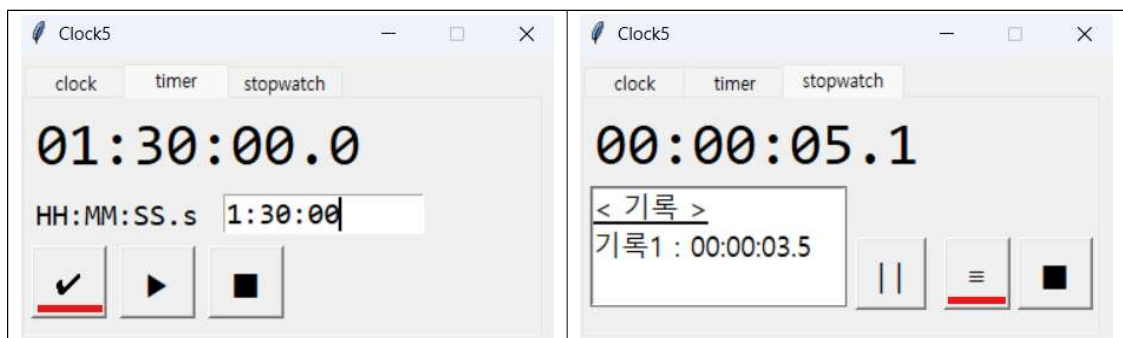 Clock5
clock timer stopwatch
01:30:00.0
HH:MM:SS.s 1:30:00
Clock5
clock timer stopwatch
00:00:05.1
< 기록 >
기록1 : 00:00:03.5